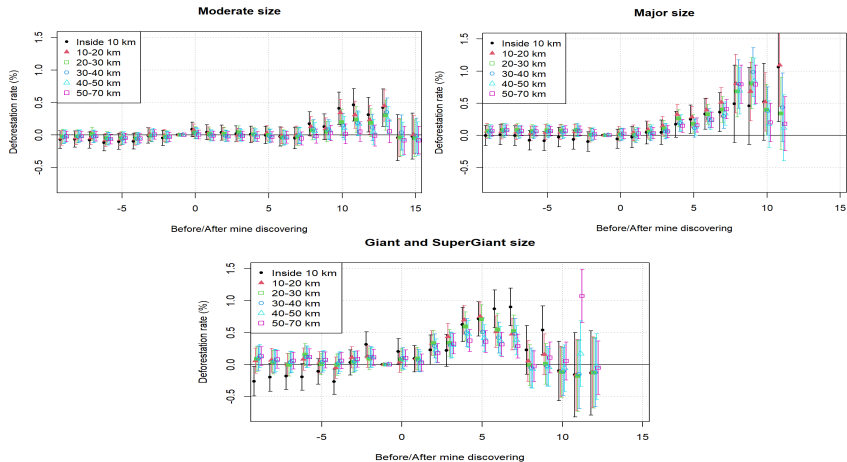 Moderate size
Deforestation rate (%)
1.5
1.0
0.5
0.0
-0.5
Inside 10 km
10-20 km
20-30 km
30-40 km
40-50 km
50-70 km
-5 0 5 10 15
Before/After mine discovering
Major size
Deforestation rate (%)
1.5
1.0
0.5
0.0
-0.5
Inside 10 km
10-20 km
20-30 km
30-40 km
40-50 km
50-70 km
-5 0 5 10 15
Before/After mine discovering
Giant and SuperGiant size
Deforestation rate (%)
1.5
1.0
0.5
0.0
-0.5
Inside 10 km
10-20 km
20-30 km
30-40 km
40-50 km
50-70 km
-5 0 5 10 15
Before/After mine discovering